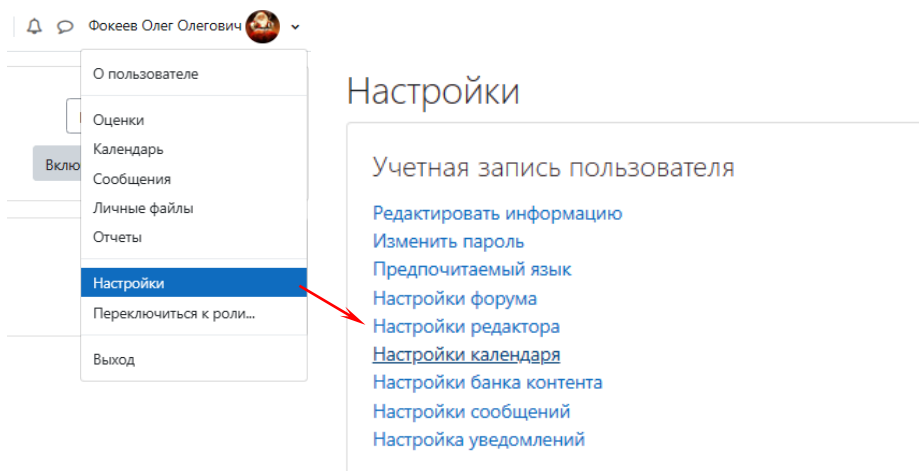 Фокеев Олег Олегович
О пользователе
Оценки
Календарь
Вклю
Сообщения
Личные файлы
Отчеты
Настройки
Переключиться к роли...
Выход
Настройки
Учетная запись пользователя
Редактировать информацию
Изменить пароль
Предпочитаемый язык
Настройки форума
Настройки редактора
Настройки календаря
Настройки банка контента
Настройки сообщений
Настройка уведомлений